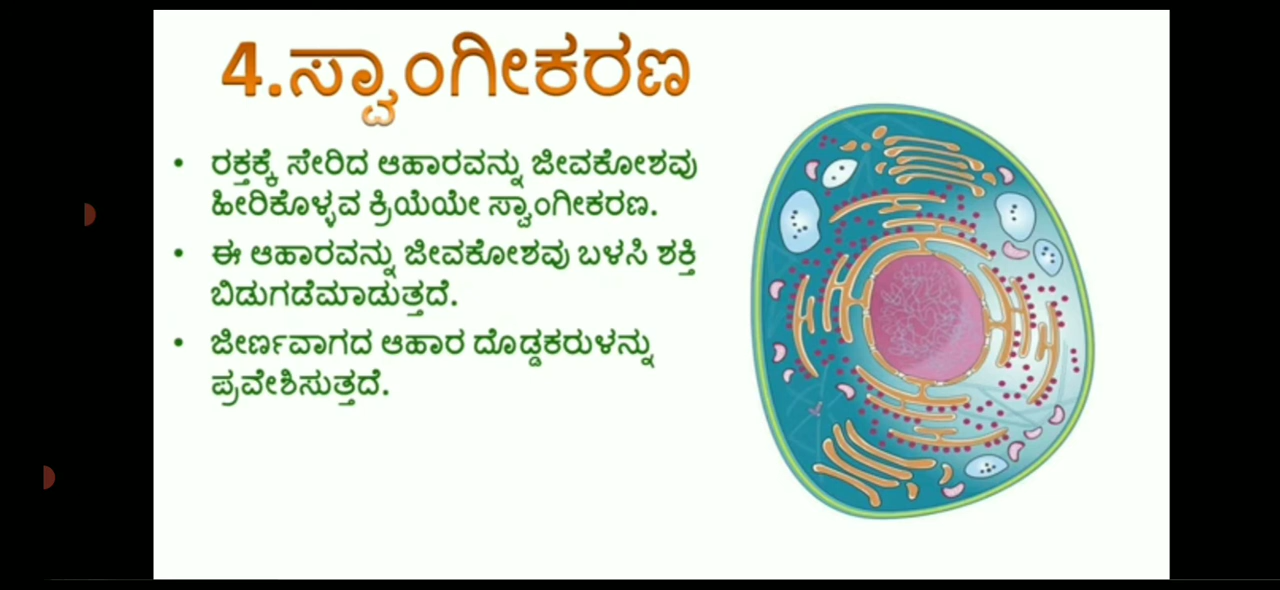 4.ಸ್ವಾಂಗೀಕರಣ
• ರಕ್ತಕ್ಕೆ ಸೇರಿದ ಆಹಾರವನ್ನು ಜೀವಕೋಶವು
ಹೀರಿಕೊಳ್ಳವ ಕ್ರಿಯೆಯೇ ಸ್ವಾಂಗೀಕರಣ.
• ಈ ಆಹಾರವನ್ನು ಜೀವಕೋಶವು ಬಳಸಿ ಶಕ್ತಿ
ಬಿಡುಗಡೆಮಾಡುತ್ತದೆ.
• ಜೀರ್ಣವಾಗದ ಆಹಾರ ದೊಡ್ಡಕರುಳನ್ನು
ಪ್ರವೇಶಿಸುತ್ತದೆ.